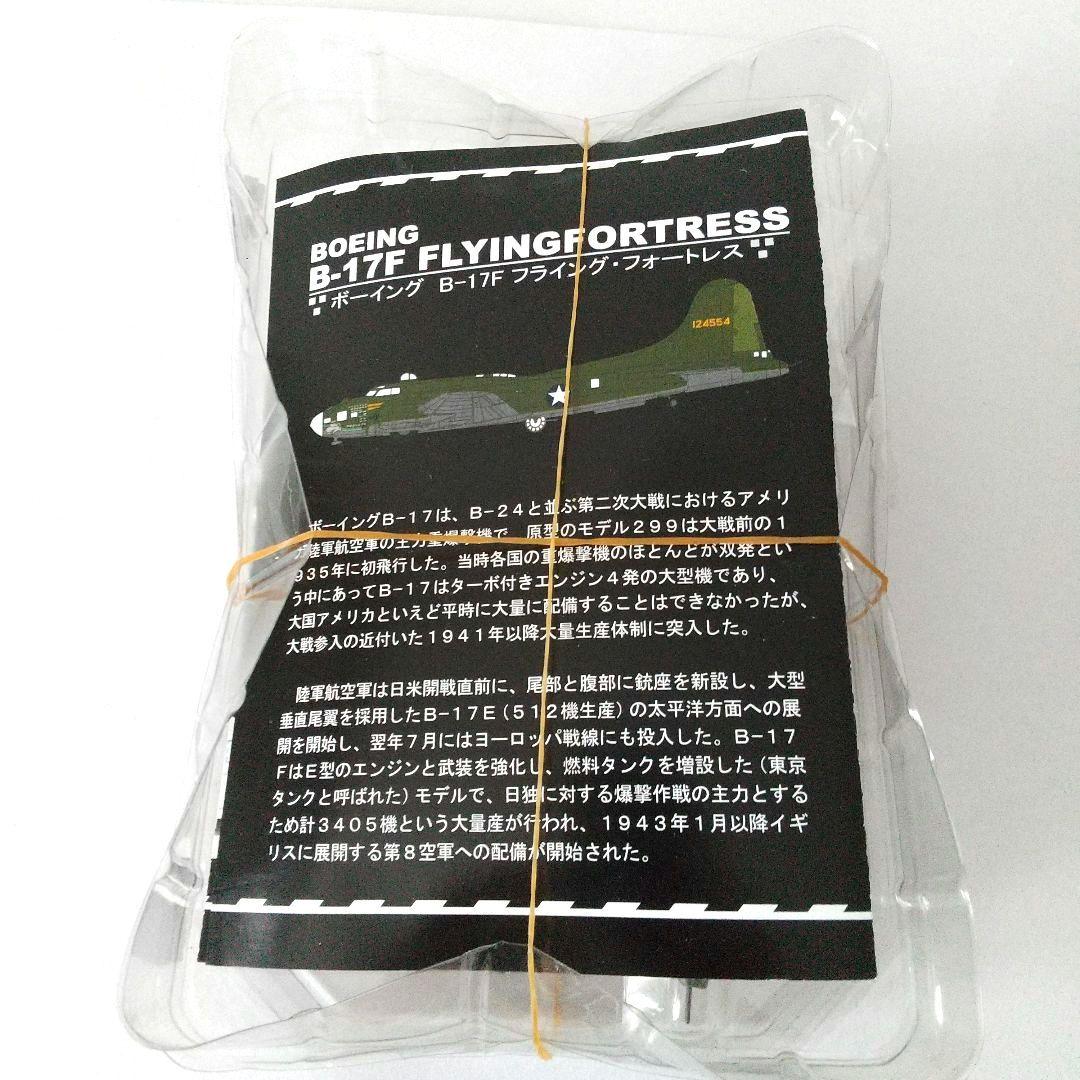 BOEING
B-17F FLYINGFORTRESS
ボーイング B-17F フライング・フォートレス
124554
ボーイングB-17は、B-24と並ぶ第二次大戦におけるアメリ
カ陸軍航空軍の主力重爆撃機で、原型のモデル299は大戦前の1
935年に初飛行した。当時各国の重爆撃機のほとんどが双発とい
う中にあってB-17はターボ付きエンジン4発の大型機であり、
大国アメリカといえど平時に大量に配備することはできなかったが、
大戦参入の近付いた1941年以降大量生産体制に突入した。
陸軍航空軍は日米開戦直前に、尾部と腹部に銃座を新設し、大型
垂直尾翼を採用したB-17E(512機生産)の太平洋方面への展
開を開始し、翌年7月にはヨーロッパ戦線にも投入した。B-17
FはE型のエンジンと武装を強化し、燃料タンクを増設した(東京
タンクと呼ばれた)モデルで、日独に対する爆撃作戦の主力とする
ため計3405機という大量産が行われ、1943年1月以降イギ
リスに展開する第8空軍への配備が開始された。